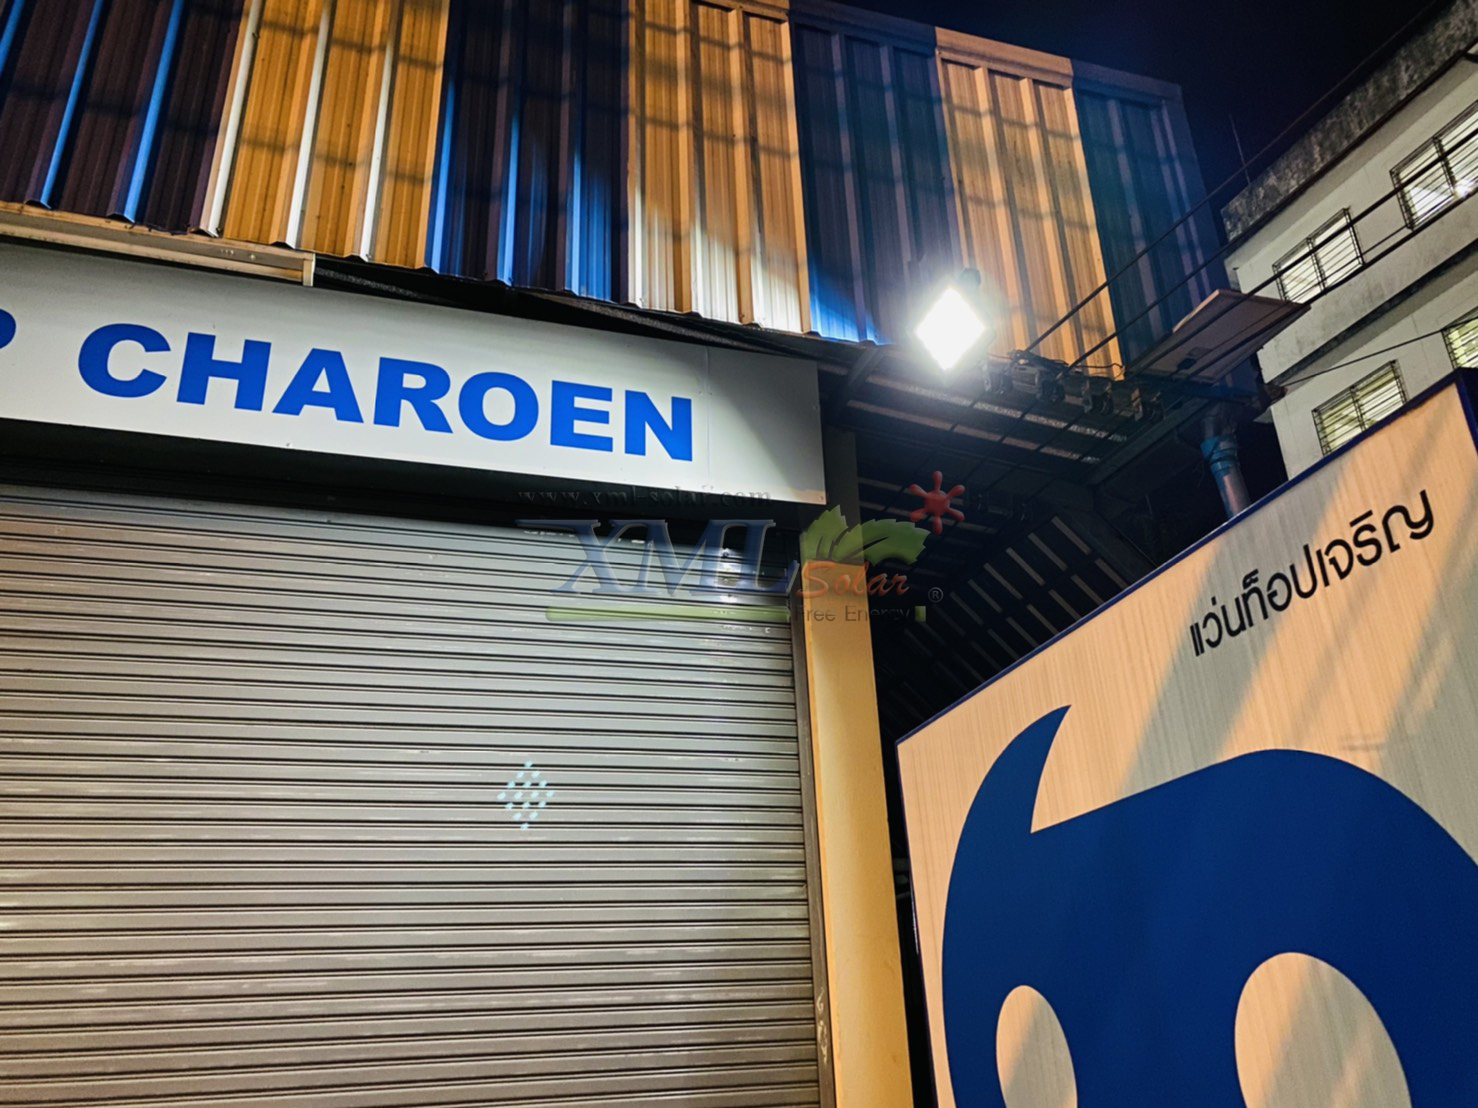 P CHAROEN
www.xml-solar.com
XML
Solar
®
Free Energy
แว่นท็อปเจริญ